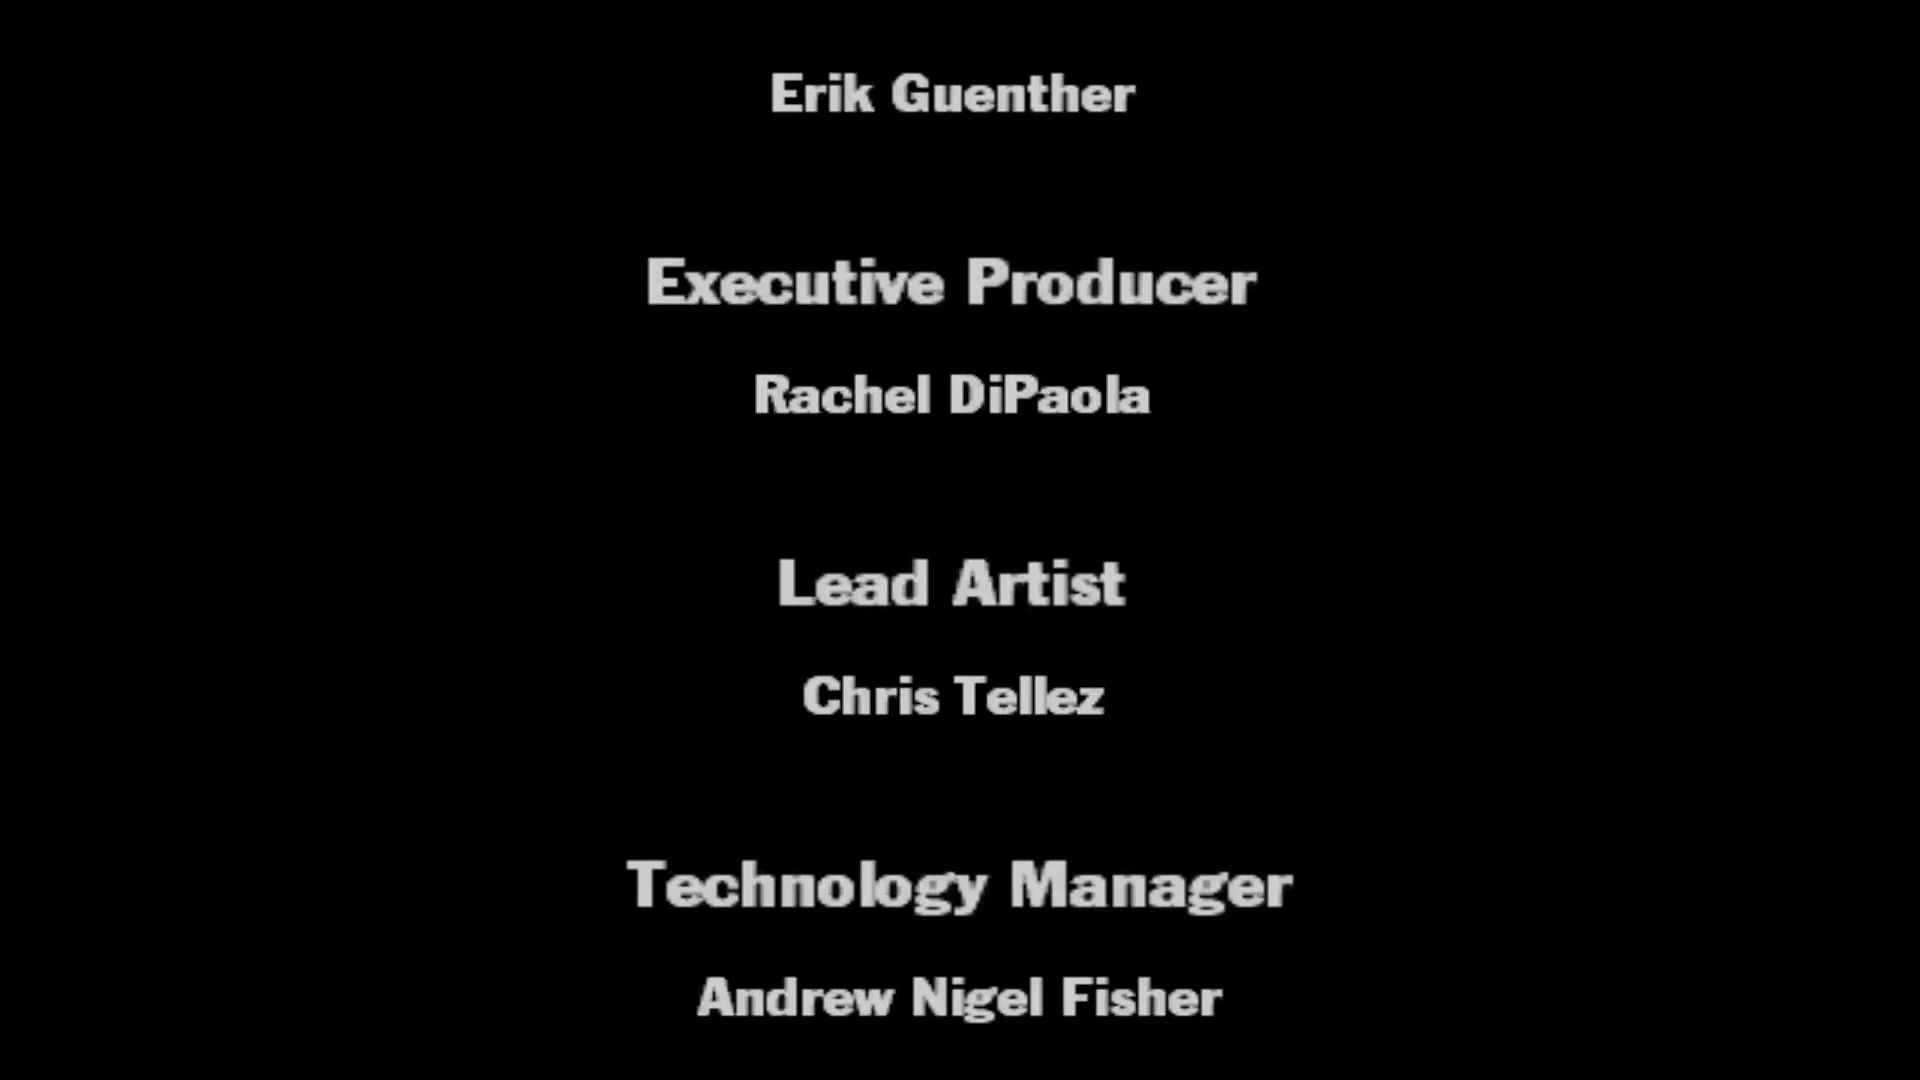 Erik Guenther
Executive Producer
Rachel DiPaola
Lead Artist
Chris Tellez
Technology Manager
Andrew Nigel Fisher